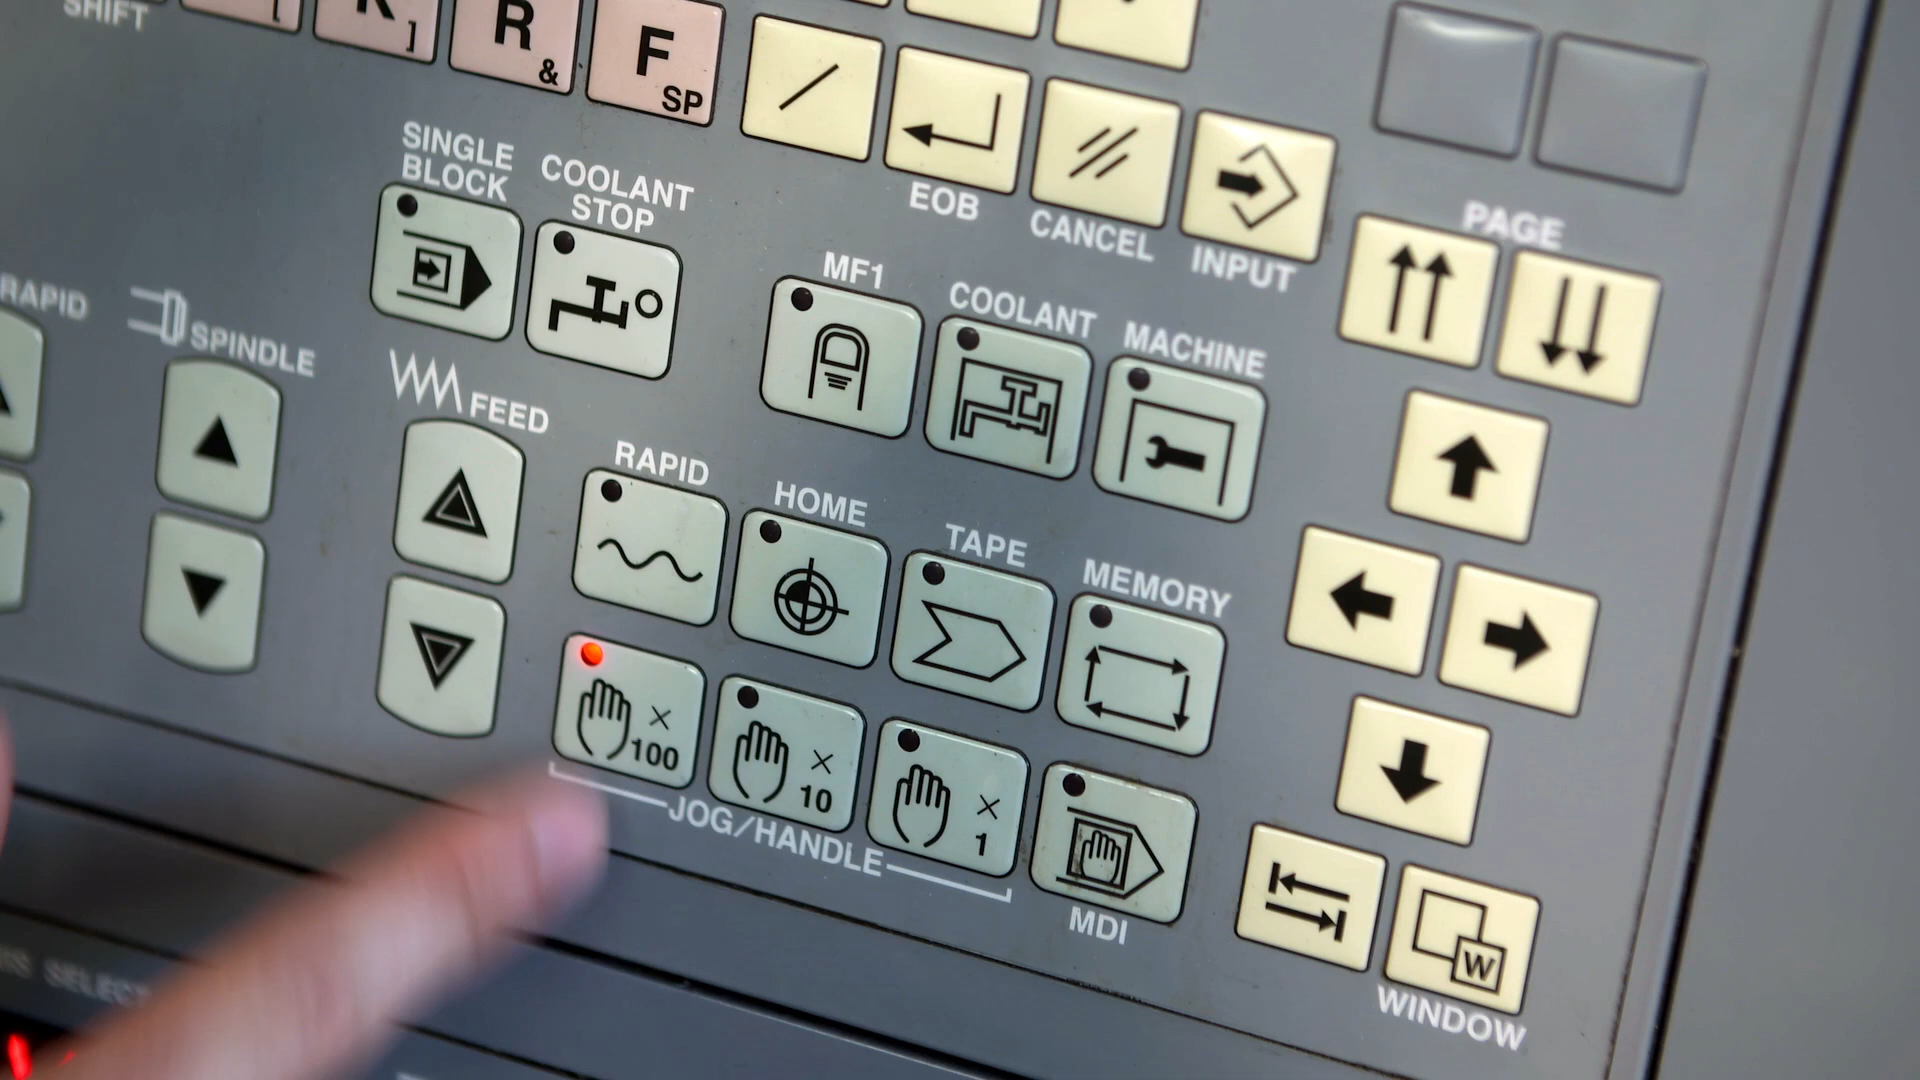 SHIFT
[
K ]
R &
F SP
SINGLE
BLOCK
COOLANT
STOP
EOB
CANCEL
INPUT
PAGE
RAPID
SPINDLE
FEED
MF1
COOLANT
MACHINE
RAPID
HOME
TAPE
MEMORY
× 100
× 10
× 1
JOG/HANDLE
MDI
W
WINDOW
SELECT